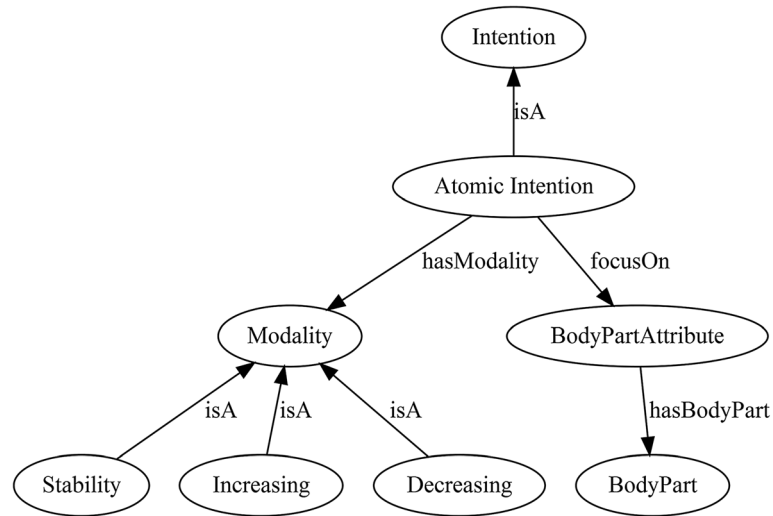 Intention
isA
Atomic Intention
hasModality focusOn
Modality BodyPartAttribute
isA isA isA hasBodyPart
Stability Increasing Decreasing BodyPart